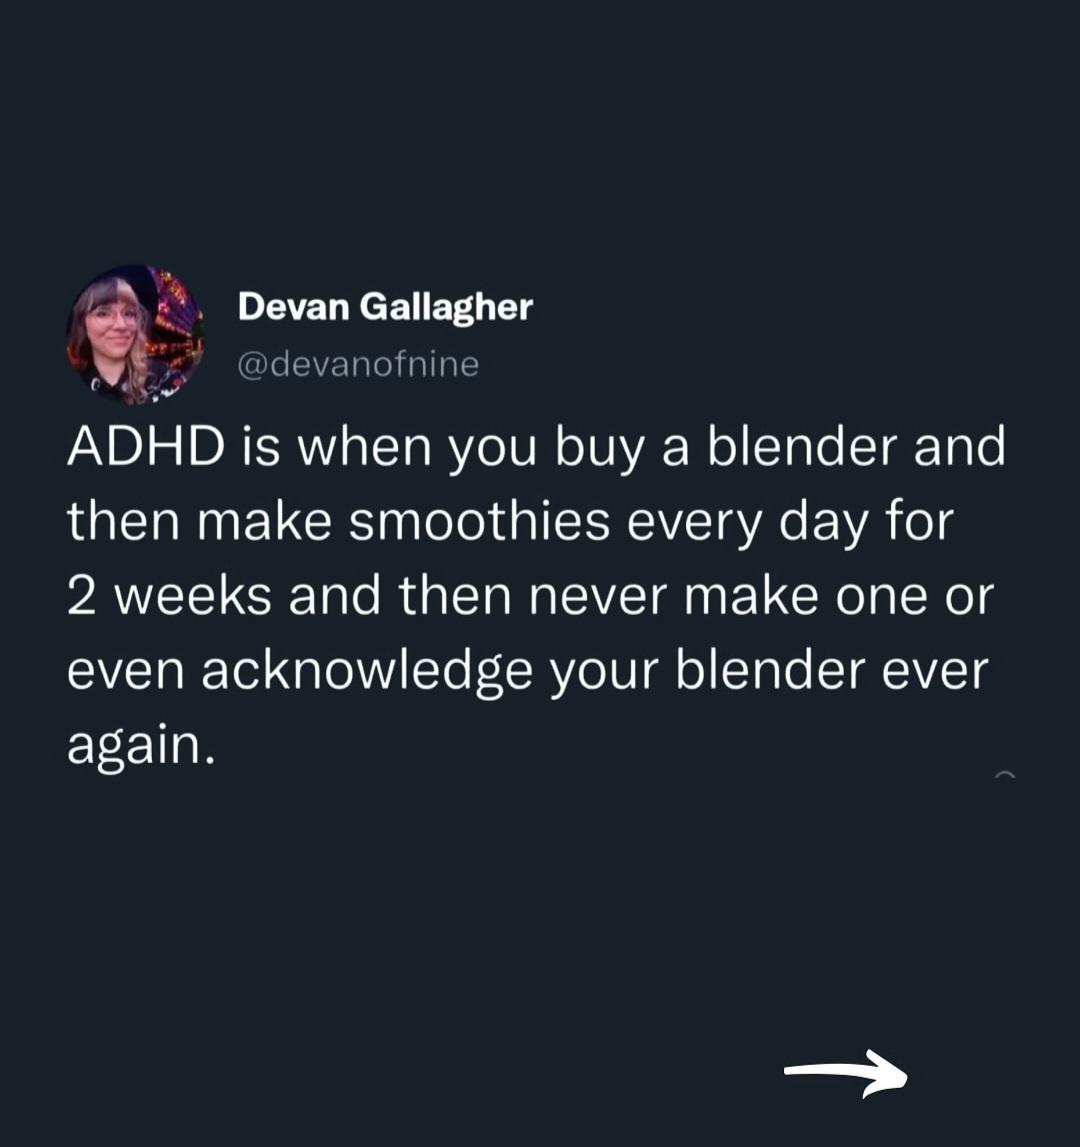 Devan Gallagher
@devanofnine
ADHD is when you buy a blender and
then make smoothies every day for
2 weeks and then never make one or
even acknowledge your blender ever
again.